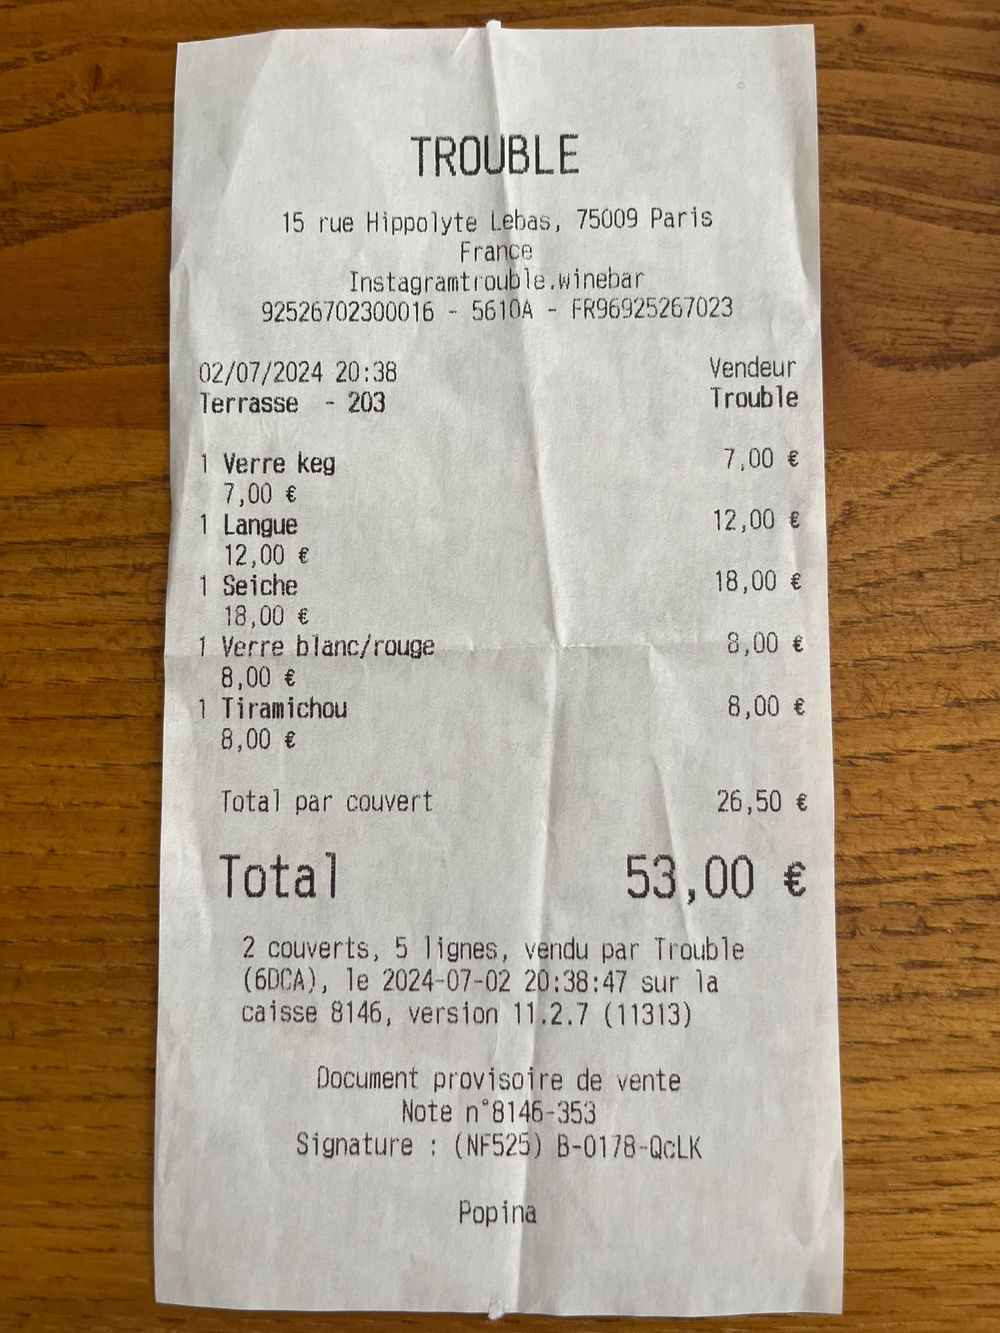 TROUBLE
15 rue Hippolyte Lebas, 75009 Paris
France
Instagramtrouble.winebar
92526702300016 - 5610A - FR96925267023
02/07/2024 20:38 Vendeur
Terrasse - 203 Trouble
1 Verre keg 7,00 €
7,00 €
1 Langue 12,00 €
12,00 €
1 Seiche 18,00 €
18,00 €
1 Verre blanc/rouge 8,00 €
8,00 €
1 Tiramichou 8,00 €
8,00 €
Total par couvert 26,50 €
Total 53,00 €
2 couverts, 5 lignes, vendu par Trouble
(6DCA), le 2024-07-02 20:38:47 sur la
caisse 8146, version 11.2.7 (11313)
Document provisoire de vente
Note n°8146-353
Signature : (NF525) B-0178-QcLK
Popina